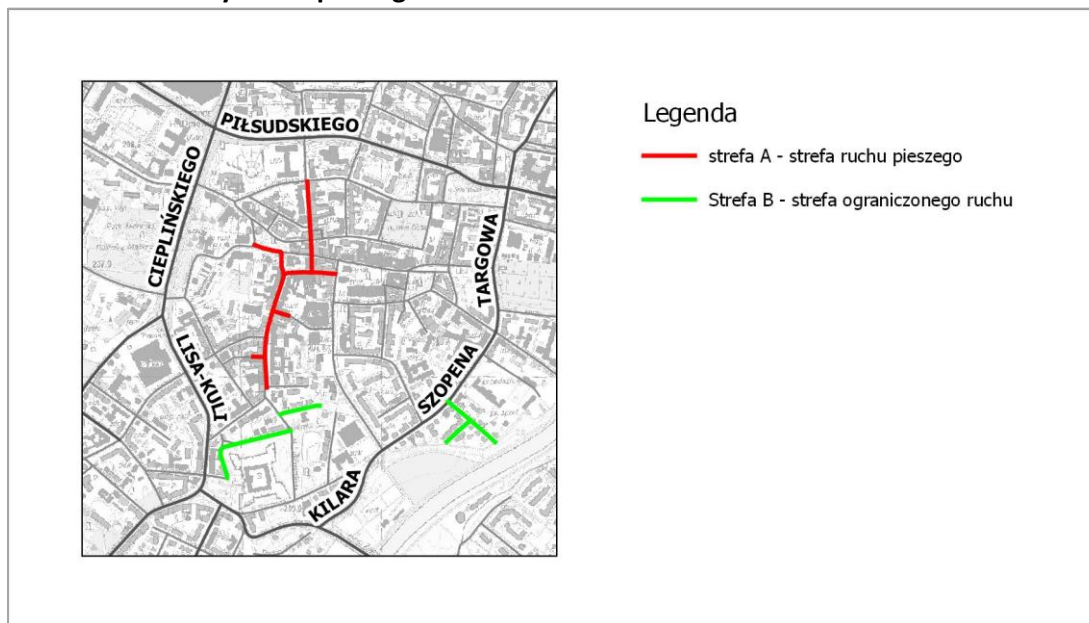 PIŁSUDSKIEGO
CIEPLIŃSKIEGO
TARGOWA
LISA-KULI
SZOPENA
KILARA
Legenda
strefa A - strefa ruchu pieszego
Strefa B - strefa ograniczonego ruchu